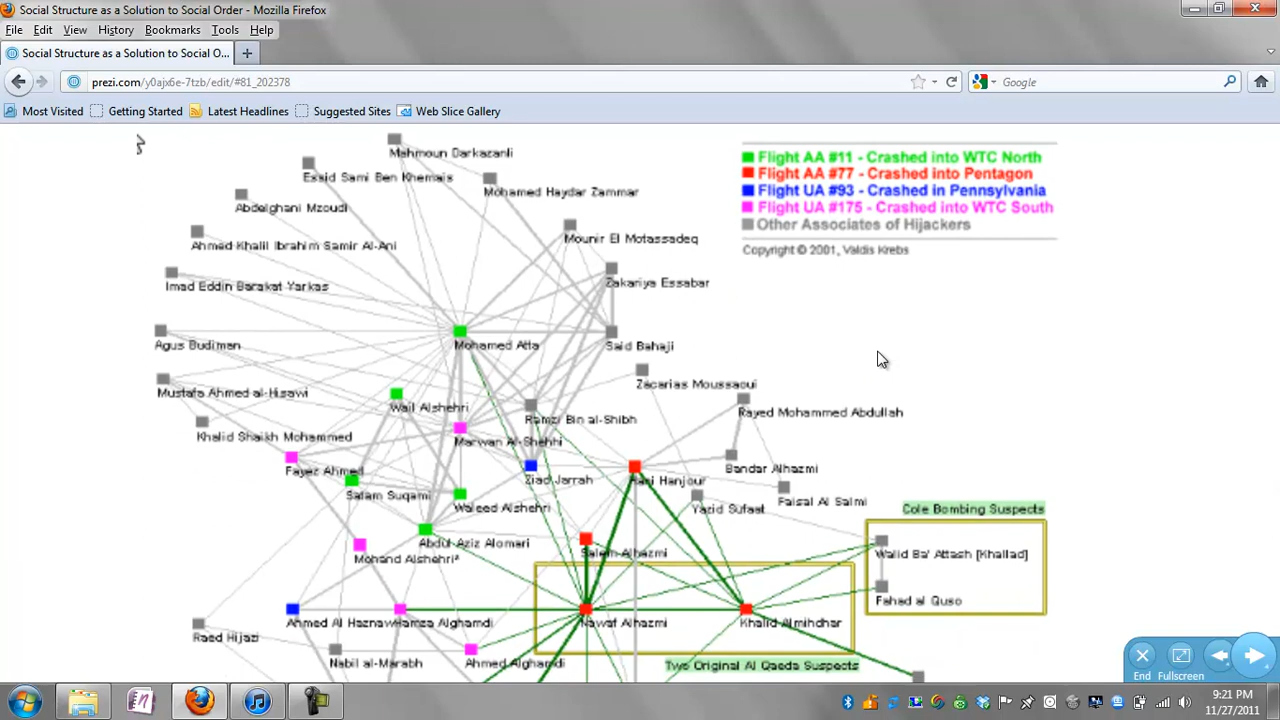 Social Structure as a Solution to Social Order - Mozilla Firefox
File Edit View History Bookmarks Tools Help
Social Structure as a Solution to Social O... +
prezi.com/y0ajx6e-7tzb/edit/#81_202378 Google
Most Visited Getting Started Latest Headlines Suggested Sites Web Slice Gallery
Mahmoun Darkazanli
Flight AA #11 - Crashed into WTC North
Flight AA #77 - Crashed into Pentagon
Essaid Sami Ben Khemais
Flight UA #93 - Crashed in Pennsylvania
Mohamed Haydar Zammar
Abdelghani Mzoudi
Flight UA #175 - Crashed into WTC South
Other Associates of Hijackers
Mounir El Motassadeq
Ahmed Khalil Ibrahim Samir Al-Ani
Copyright © 2001, Valdis Krebs
Zakariya Essabar
Imad Eddin Barakat Yarkas
Agus Budiman
Mohamed Atta
Said Bahaji
Zacarias Moussaoui
Mustafa Ahmed al-Hisawi
Wail Alshehri
Rayed Mohammed Abdullah
Ramzi Bin al-Shibh
Khalid Shaikh Mohammed
Marwan Al-Shehhi
Bandar Alhazmi
Fayez Ahmed
Ziad Jarrah
Hani Hanjour
Salam Suqami
Faisal Al Salmi
Waleed Alshehri
Yazid Sufaat
Cole Bombing Suspects
Abdul Aziz Alomari
Salem Alhazmi
Walid Ba' Attash [Khallad]
Mohand Alshehri*
Fahad al Quso
Ahmed Al Haznawi
Hamza Alghamdi
Nawaf Alhazmi
Khalid Almihdhar
Raed Hijazi
Nabil al-Marabh
Ahmed Alghamdi
Two Original Al Qaeda Suspects
End Fullscreen
9:21 PM
11/27/2011